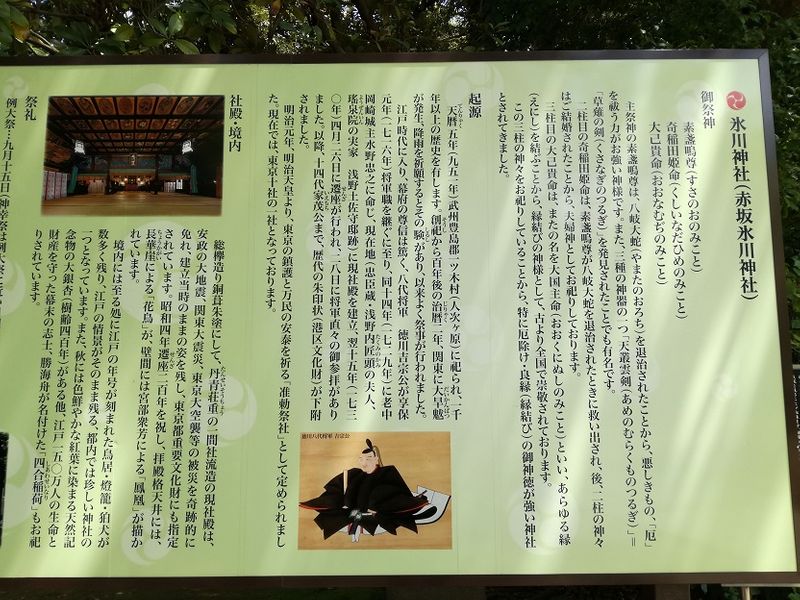 氷川神社(赤坂氷川神社)
御祭神
素盞嗚尊(すさのおのみこと)
奇稲田姫命(くしいなだひめのみこと)
大己貴命(おおなむぢのみこと)
主祭神の素盞嗚尊は、八岐大蛇(やまたのおろち)を退治されたことから、悪しきもの、「厄」
を祓う力がお強い神様です。また、三種の神器の一つ「天叢雲剣(あめのむらくものつるぎ)」=
「草薙の剣(くさなぎのつるぎ)」を発見されたことでも有名です。
二柱目の奇稲田姫命は、素盞嗚尊が八岐大蛇を退治されたときに救い出され、後、二柱の神々
はご結婚されたことから、夫婦神としてお祀りしております。
三柱目の大己貴命は、またの名を大国主命(おおくにぬしのみこと)といい、あらゆる縁
(えにし)を結ぶことから、縁結びの神様として、古より全国で崇敬されております。
この三柱の神々をお祀りしていることから、特に厄除け・良縁(縁結び)の御神徳が強い神社
とされてきました。
起源
天暦五年(九五一年)武州豊島郡一ツ木村(人次ヶ原)に祀られ、一千
年以上の歴史を有します。創祀から百年後の治暦二年、関東に大旱魃
が発生、降雨を祈願するとその験があり、以来よく祭事が行われました。
江戸時代に入り、幕府の尊信は篤く、八代将軍 徳川吉宗公が享保
元年(一七一六年)将軍職を継ぐに至り、同十四年(一七二九年)に老中
岡崎城主水野忠之に命じ、現在地(忠臣蔵・浅野内匠頭の夫人、
瑤泉院の実家 浅野土佐守邸跡)に現社殿を建立、翌十五年(一七三
〇年)四月二六日に遷座が行われ、二八日に将軍直々の御参拝があり
ました。以降、十四代家茂公まで、歴代の朱印状(港区文化財)が下附
されました。
明治元年、明治天皇より、東京の鎮護と万民の安泰を祈る「准勅祭社」として定められまし
た。現在では、東京十社の一社となっております。
徳川八代将軍 吉宗公
社殿・境内
総欅造り銅葺朱塗にして、丹青荘重の一間社流造の現社殿は、
安政の大地震、関東大震災、東京大空襲等の被災を奇跡的に
免れ、建立当時のままの姿を残し、東京都重要文化財にも指定
されています。昭和四年遷座二百年を祝し、拝殿格天井には、
長華崖による「花鳥」が、壁間には宮部衆芳による「鳳凰」が描か
れています。
境内には至る処に江戸の年号が刻まれた鳥居・燈籠・狛犬が
数多く残り、江戸の情景がそのまま残る、都内では珍しい神社の
一つとなっています。また、秋には色鮮やかな紅葉に染まる天然記
念物の大銀杏(樹齢四百年)がある他、江戸一五〇万人の生命と
財産を守った幕末の志士、勝海舟が名付けた「四合稲荷」もお祀
りされています。
祭礼
例大祭…九月十五日(神幸祭は例大祭に